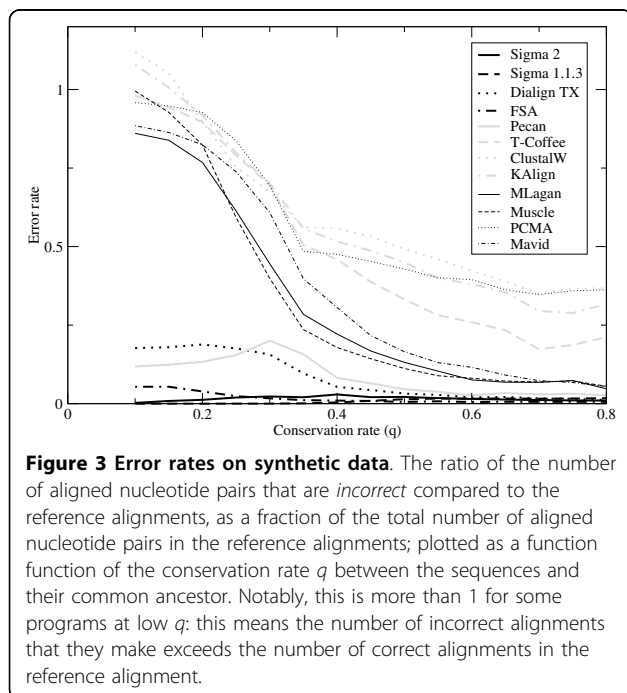 1
0.5
0
Error rate
0
0.2
0.4
0.6
0.8
Conservation rate (q)
Sigma 2
Sigma 1.1.3
Dialign TX
FSA
Pecan
T-Coffee
ClustalW
KAlign
MLagan
Muscle
PCMA
Mavid
Figure 3 Error rates on synthetic data. The ratio of the number
of aligned nucleotide pairs that are incorrect compared to the
reference alignments, as a fraction of the total number of aligned
nucleotide pairs in the reference alignments; plotted as a function
function of the conservation rate q between the sequences and
their common ancestor. Notably, this is more than 1 for some
programs at low q: this means the number of incorrect alignments
that they make exceeds the number of correct alignments in the
reference alignment.